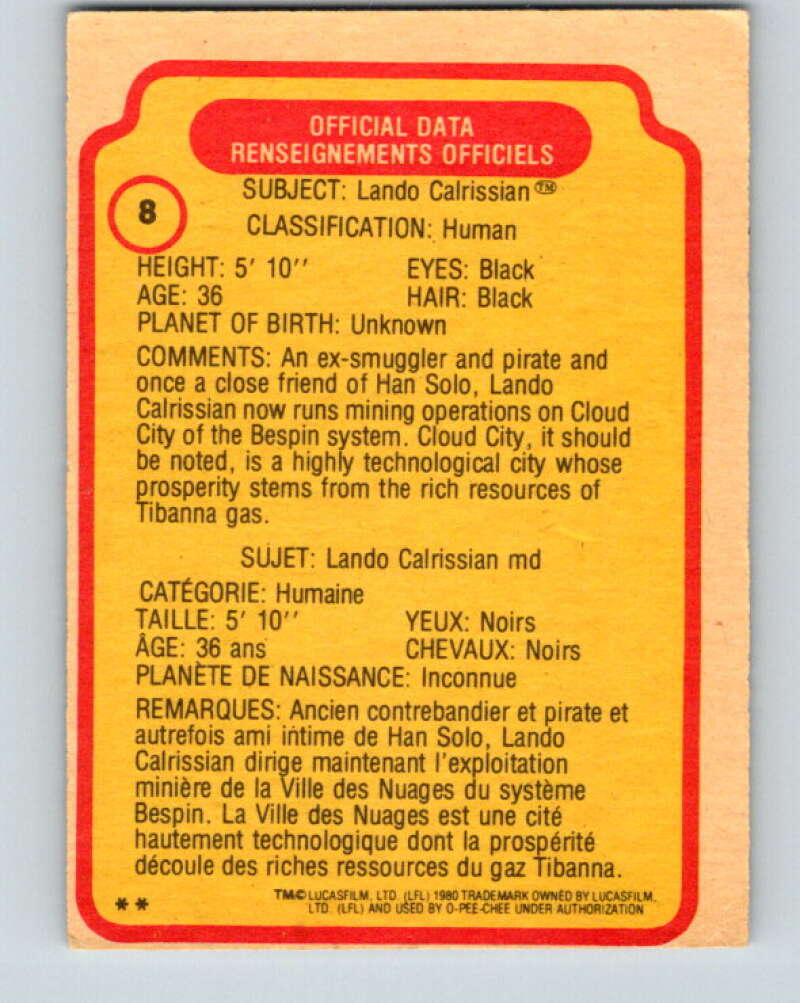 OFFICIAL DATA
RENSEIGNEMENTS OFFICIELS
8
SUBJECT: Lando Calrissian™
CLASSIFICATION: Human
HEIGHT: 5′ 10′′ EYES: Black
AGE: 36 HAIR: Black
PLANET OF BIRTH: Unknown
COMMENTS: An ex-smuggler and pirate and
once a close friend of Han Solo, Lando
Calrissian now runs mining operations on Cloud
City of the Bespin system. Cloud City, it should
be noted, is a highly technological city whose
prosperity stems from the rich resources of
Tibanna gas.
SUJET: Lando Calrissian md
CATÉGORIE: Humaine
TAILLE: 5′ 10′′ YEUX: Noirs
ÂGE: 36 ans CHEVAUX: Noirs
PLANÈTE DE NAISSANCE: Inconnue
REMARQUES: Ancien contrebandier et pirate et
autrefois ami intime de Han Solo, Lando
Calrissian dirige maintenant l'exploitation
minière de la Ville des Nuages du système
Bespin. La Ville des Nuages est une cité
hautement technologique dont la prospérité
découle des riches ressources du gaz Tibanna.
TM© LUCASFILM, LTD. (LFL) 1980 TRADEMARK OWNED BY LUCASFILM,
LTD. (LFL) AND USED BY O-PEE-CHEE UNDER AUTHORIZATION
**